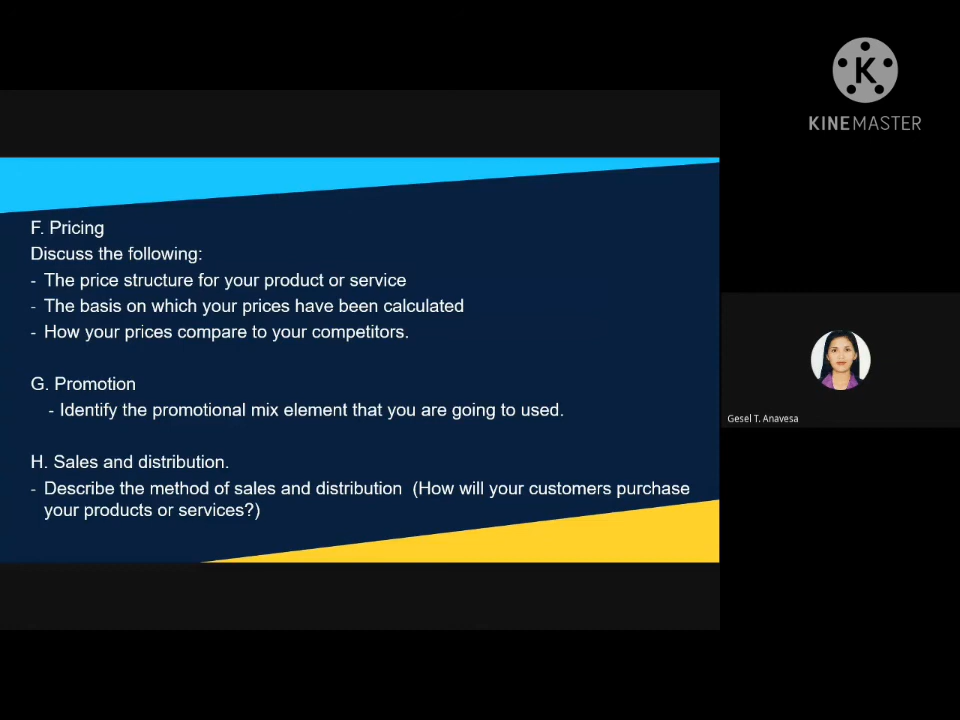 K
KINEMASTER
F. Pricing
Discuss the following:
- The price structure for your product or service
- The basis on which your prices have been calculated
- How your prices compare to your competitors.
G. Promotion
- Identify the promotional mix element that you are going to used.
H. Sales and distribution.
- Describe the method of sales and distribution (How will your customers purchase
your products or services?)
Gesel T. Anavesa